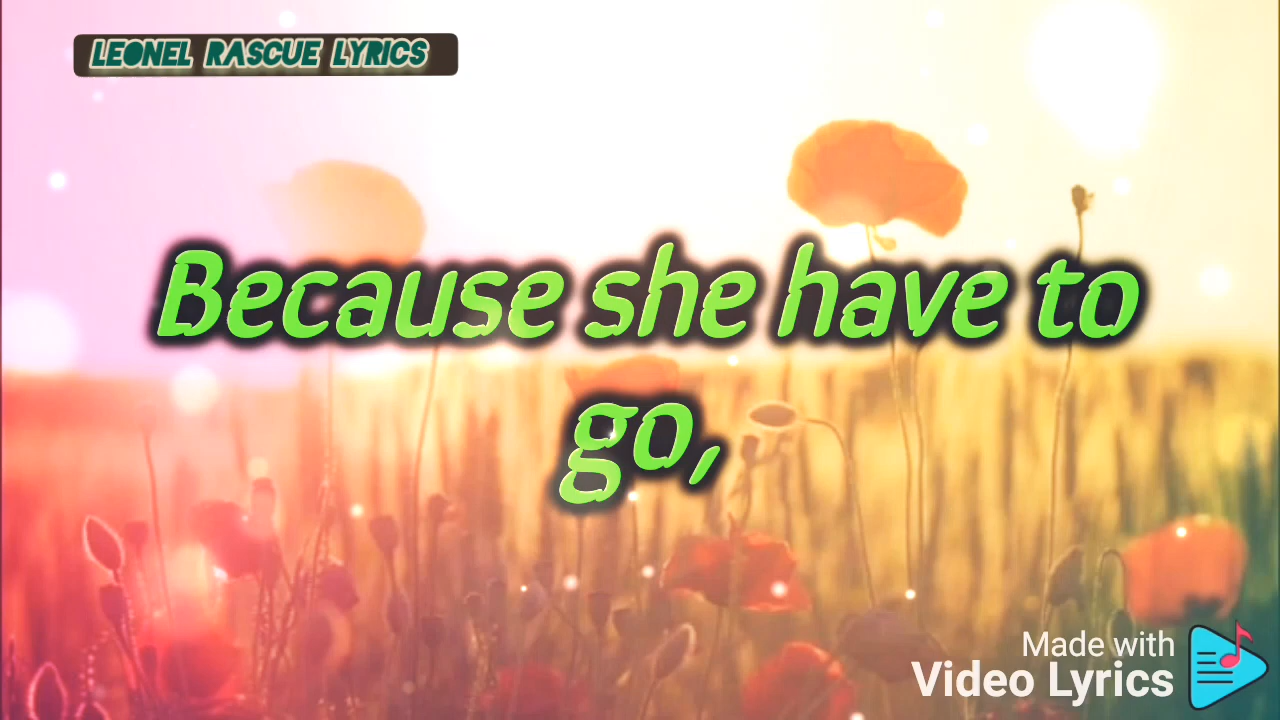 LEONEL RASCUE LYRICS
Because she have to
go,
Made with
Video Lyrics